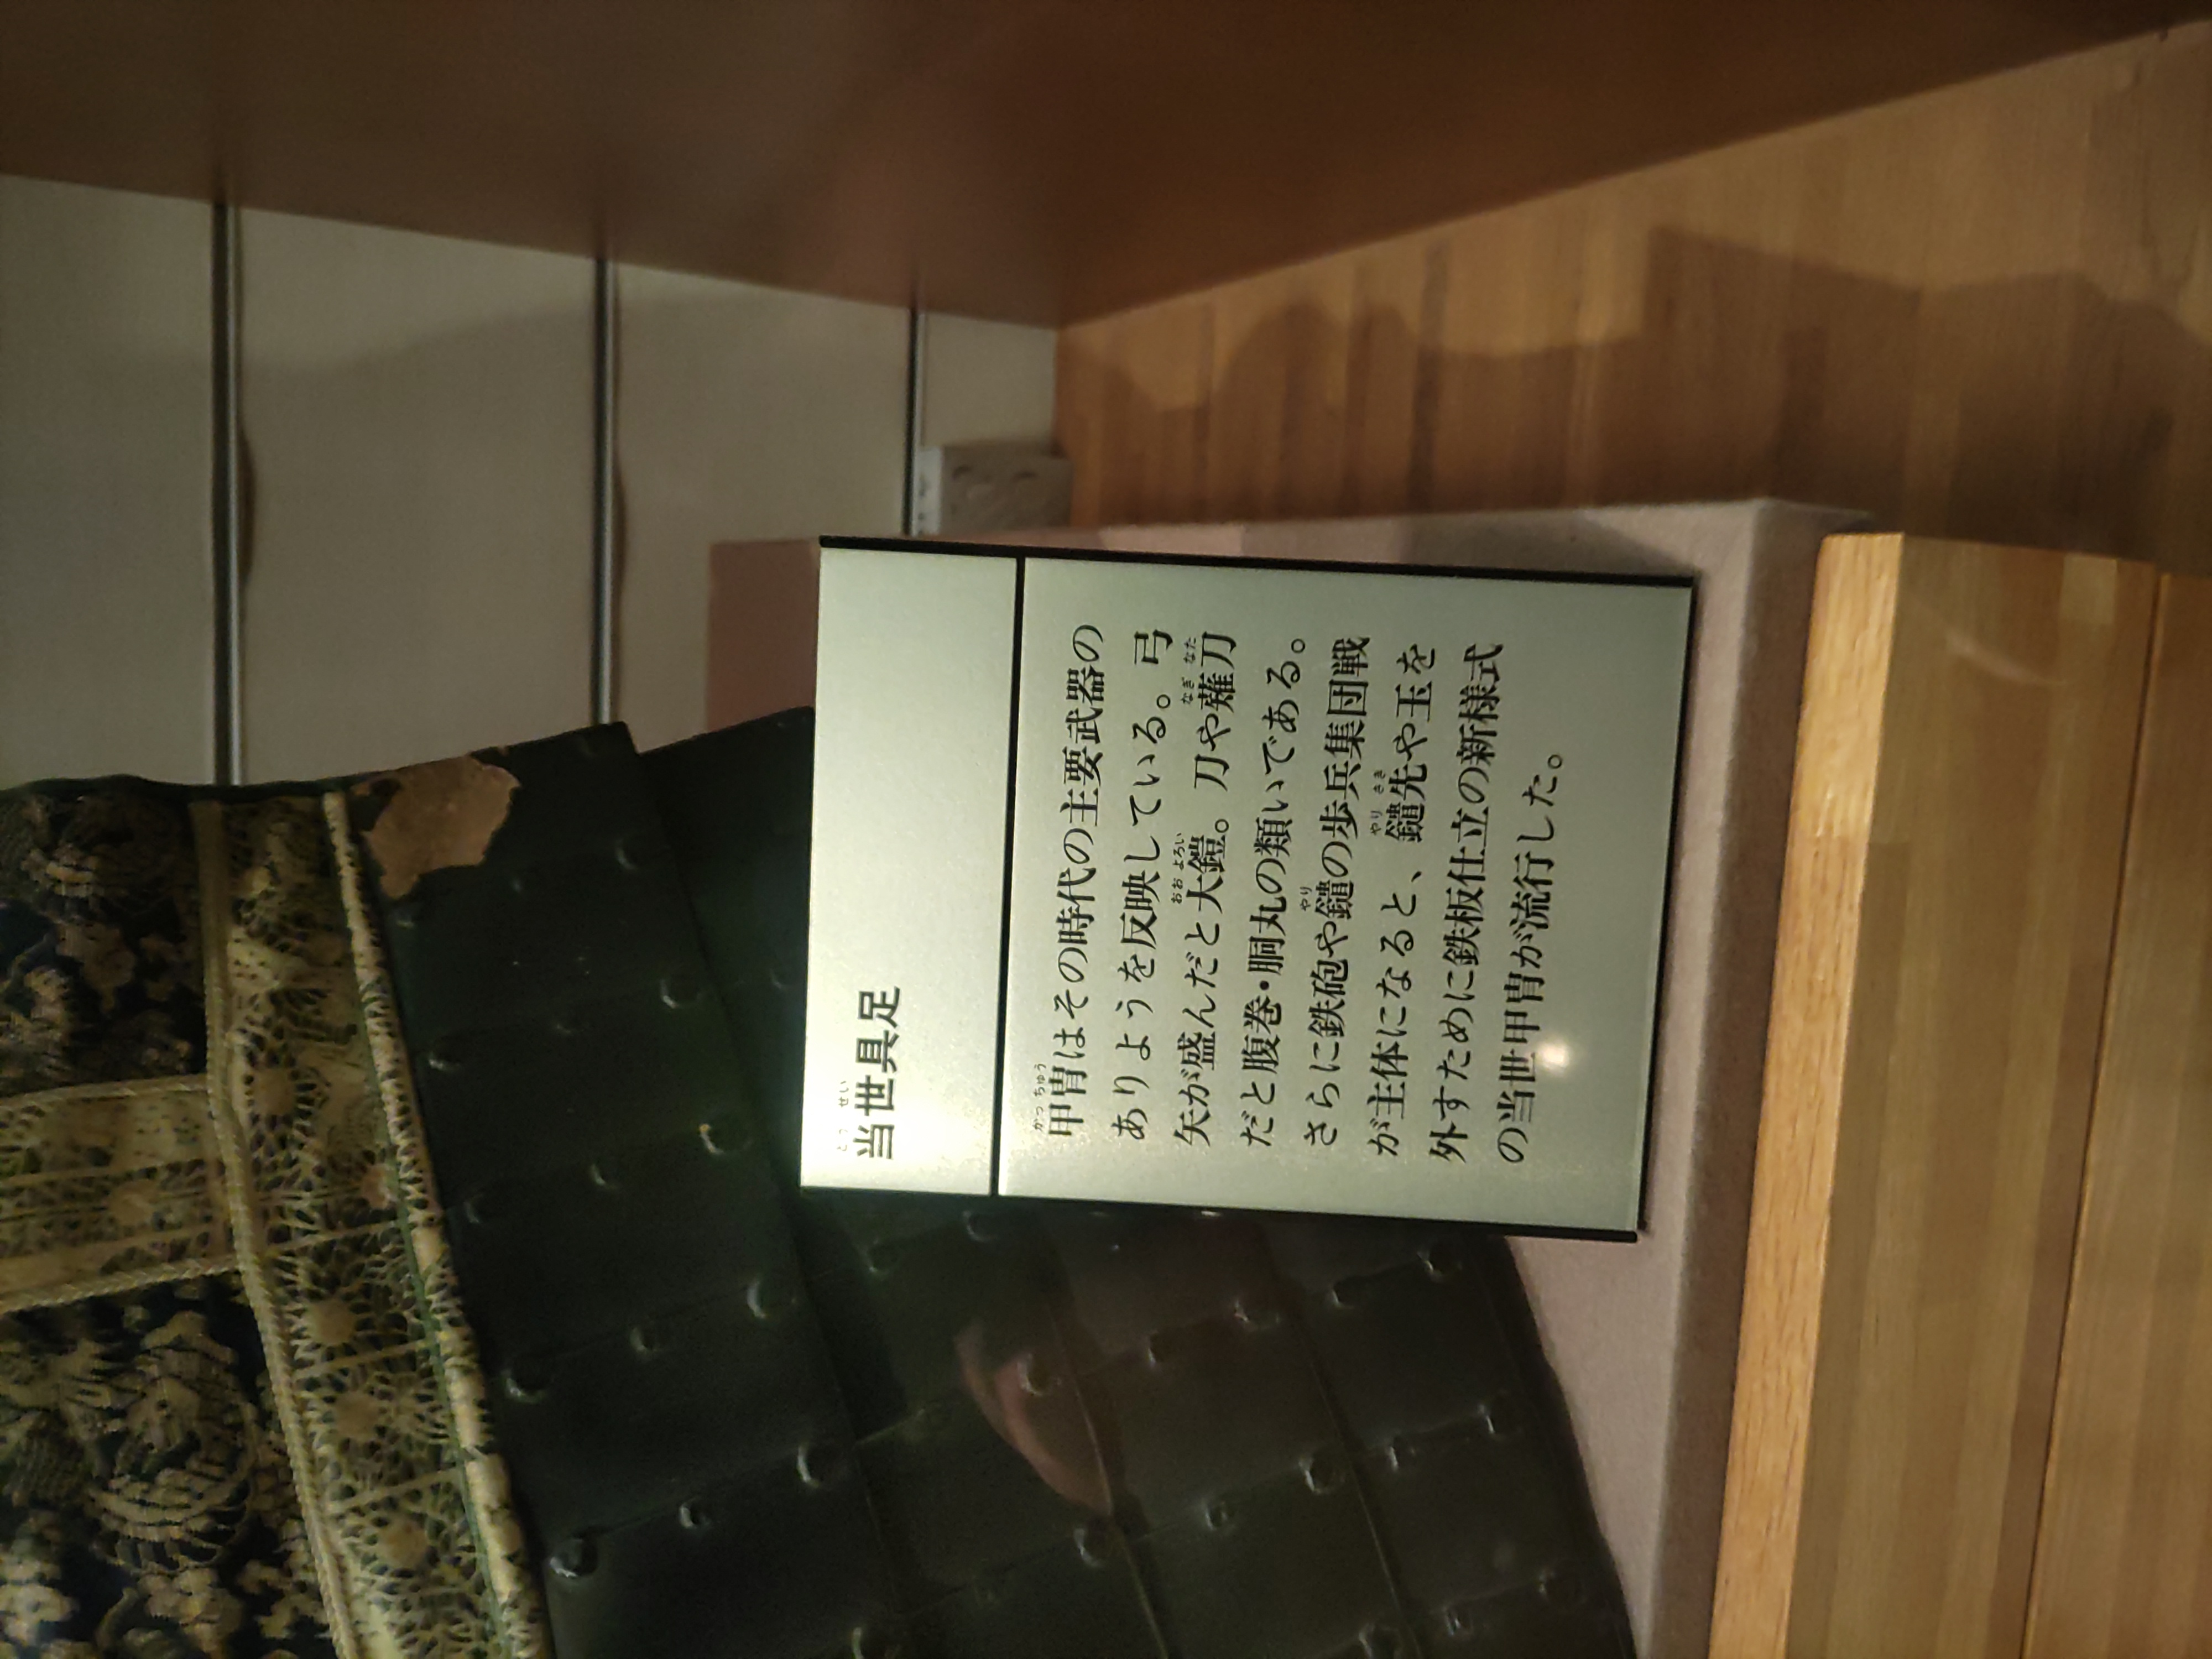 当世具足
甲冑はその時代の主要武器の
ありようを反映している。弓
矢が盛んだと大鎧。刀や薙刀
だと腹巻・胴丸の類いである。
さらに鉄砲や鑓の歩兵集団戦
が主体になると、鑓先や玉を
外すために鉄板仕立の新様式
の当世甲冑が流行した。